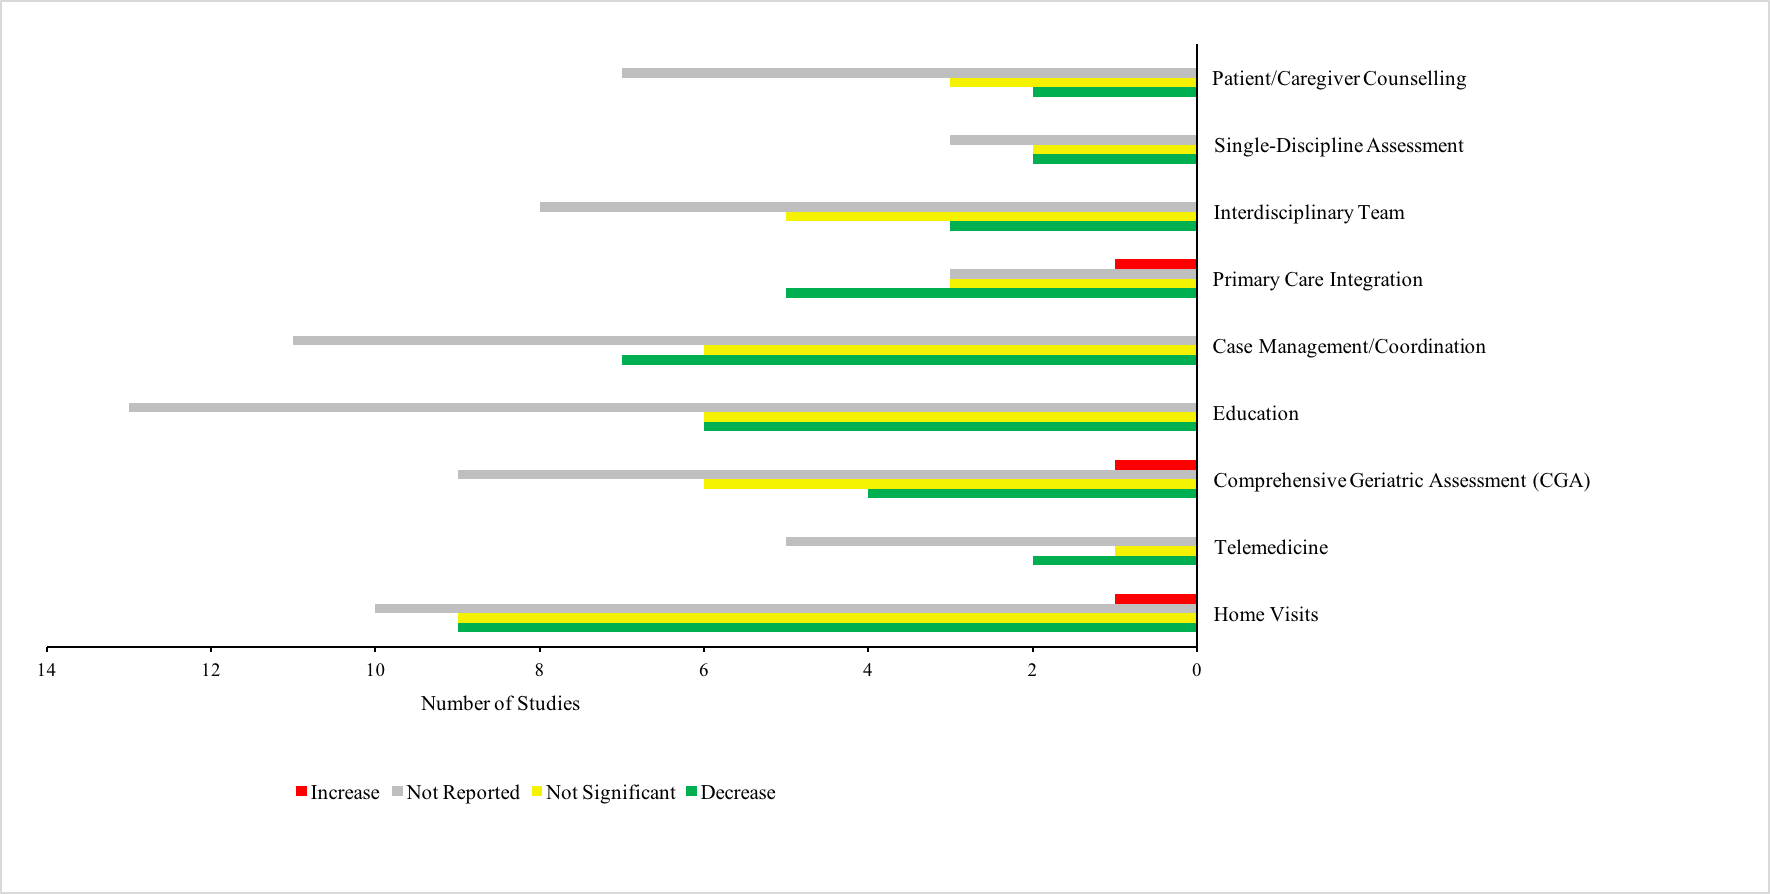 Patient/Caregiver Counselling
Single-Discipline Assessment
Interdisciplinary Team
Primary Care Integration
Case Management/Coordination
Education
Comprehensive Geriatric Assessment (CGA)
Telemedicine
Home Visits
14 12 10 8 6 4 2 0
Number of Studies
Increase Not Reported Not Significant Decrease